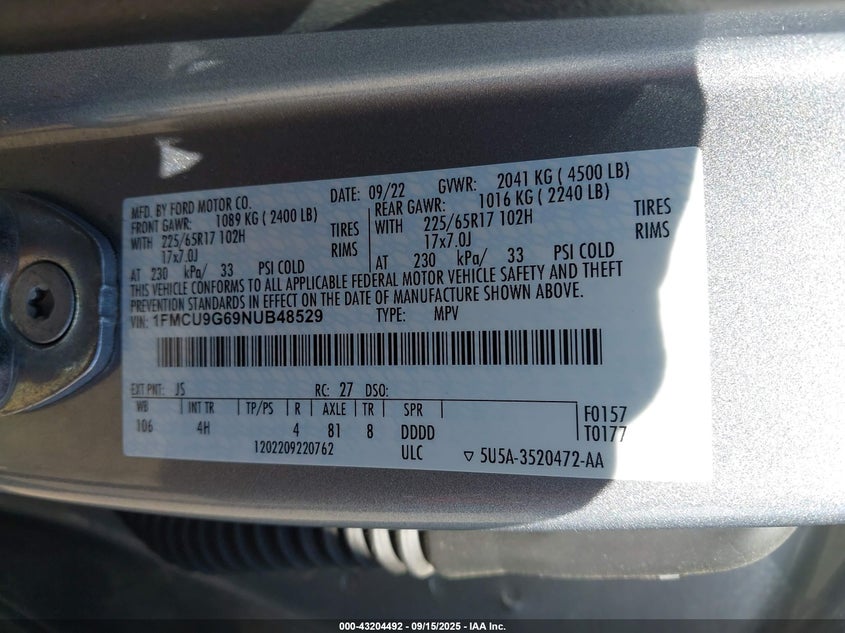 MFD. BY FORD MOTOR CO. DATE: 09/22 GVWR: 2041 KG ( 4500 LB)
FRONT GAWR: 1089 KG ( 2400 LB) REAR GAWR: 1016 KG ( 2240 LB)
WITH 225/65R17 102H TIRES WITH 225/65R17 102H TIRES
17x7.0J RIMS 17x7.0J RIMS
AT 230 kPa/ 33 PSI COLD AT 230 kPa/ 33 PSI COLD
THIS VEHICLE CONFORMS TO ALL APPLICABLE FEDERAL MOTOR VEHICLE SAFETY AND THEFT
PREVENTION STANDARDS IN EFFECT ON THE DATE OF MANUFACTURE SHOWN ABOVE.
VIN: 1FMCU9G69NUB48529 TYPE: MPV
EXT PNT: JS RC: 27 DSO:
WB INT TR TP/PS R AXLE TR SPR F0157
106 4H 4 81 8 DDDD T0177
1202209220762 ULC ▽ 5U5A-3520472-AA
000-43204492 - 09/15/2025 - IAA Inc.